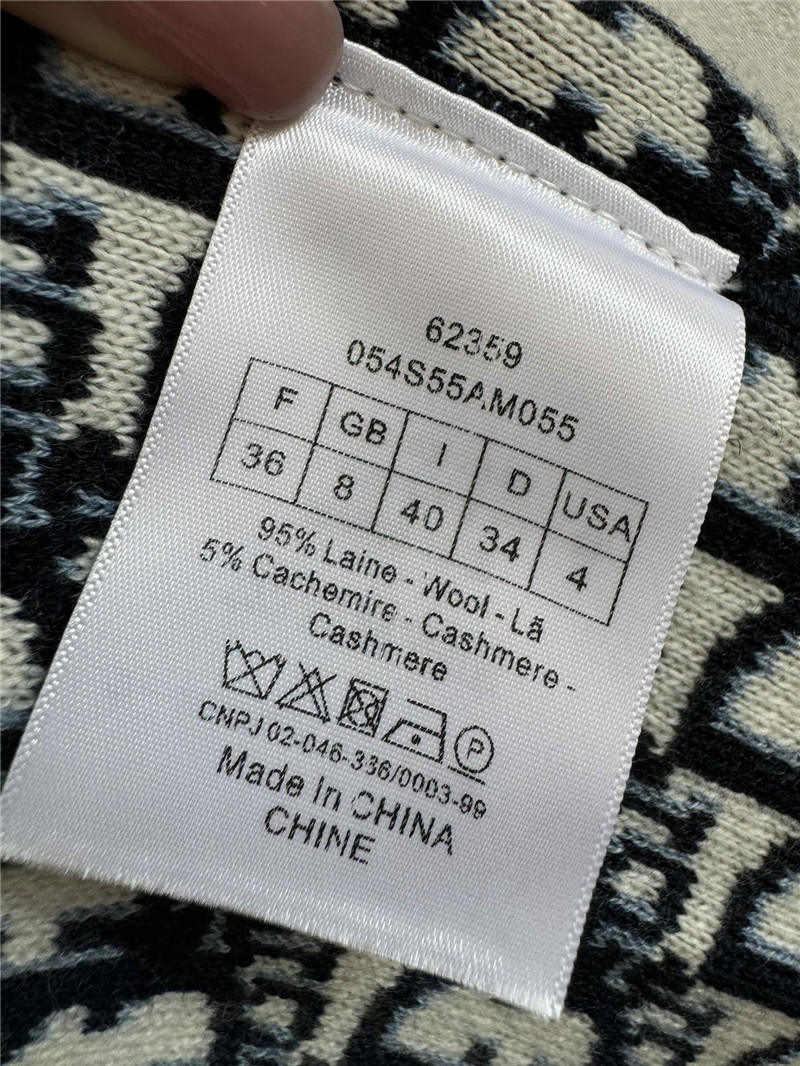 62359
054S55AM055
F GB I D USA
36 8 40 34 4
95% Laine - Wool - Lã
5% Cachemire - Cashmere -
Cashmere
P
CNPJ 02-046-336/0003-99
Made In CHINA
CHINE